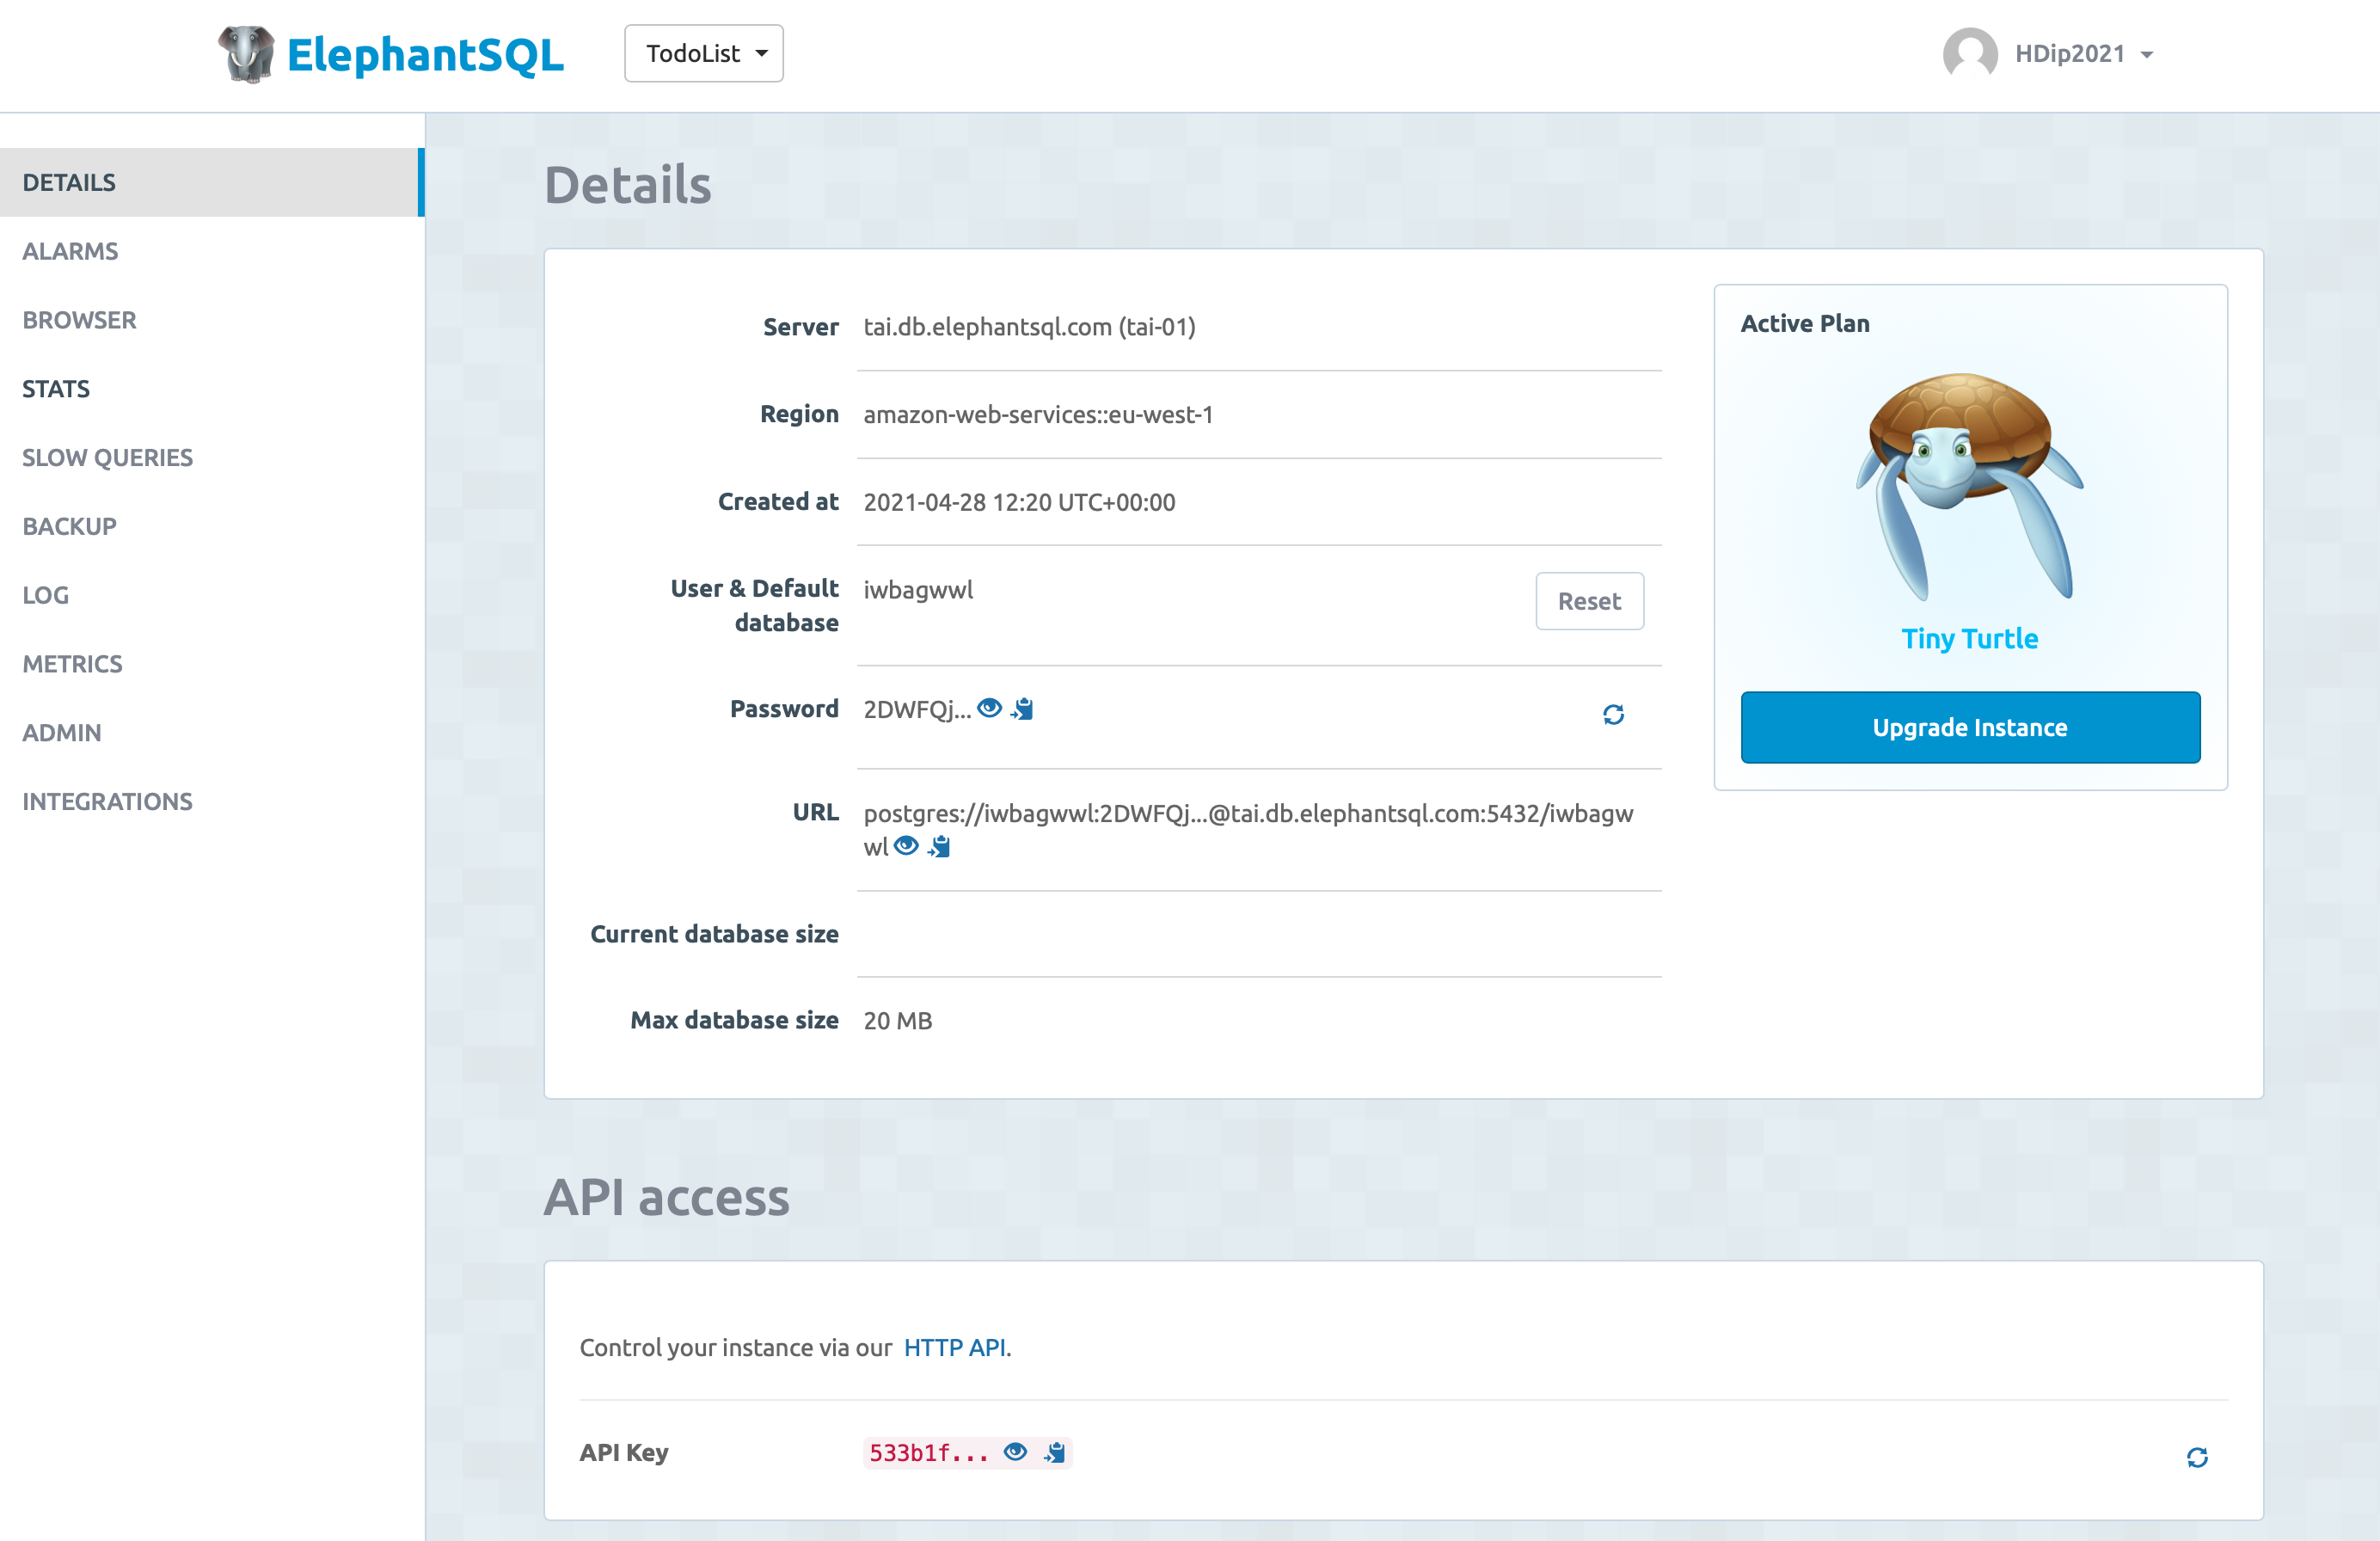 ElephantSQL TodoList HDip2021
DETAILS
ALARMS
BROWSER
STATS
SLOW QUERIES
BACKUP
LOG
METRICS
ADMIN
INTEGRATIONS
Details
Server tai.db.elephantsql.com (tai-01)
Region amazon-web-services::eu-west-1
Created at 2021-04-28 12:20 UTC+00:00
User & Default iwbagwwl Reset
database
Password 2DWFQj...
URL postgres://iwbagwwl:2DWFQj...@tai.db.elephantsql.com:5432/iwbagw
wl
Current database size
Max database size 20 MB
Active Plan
Tiny Turtle
Upgrade Instance
API access
Control your instance via our HTTP API.
API Key 533b1f...